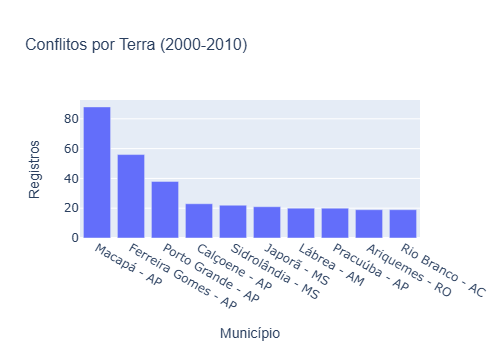 Conflitos por Terra (2000-2010)
Registros
80
60
40
20
0
Macapá - AP
Ferreira Gomes - AP
Porto Grande - AP
Calçoene - AP
Sidrolândia - MS
Japorã - MS
Lábrea - AM
Pracuúba - AP
Ariquemes - RO
Rio Branco - AC
Município